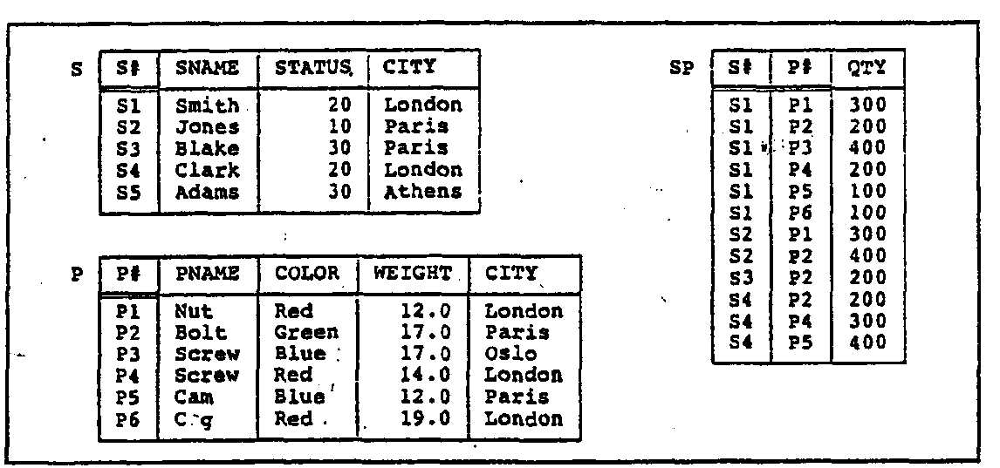 S S# SNAME STATUS CITY
S1 Smith 20 London
S2 Jones 10 Paris
S3 Blake 30 Paris
S4 Clark 20 London
S5 Adams 30 Athens
P P# PNAME COLOR WEIGHT CITY
P1 Nut Red 12.0 London
P2 Bolt Green 17.0 Paris
P3 Screw Blue 17.0 Oslo
P4 Screw Red 14.0 London
P5 Cam Blue 12.0 Paris
P6 C g Red 19.0 London
SP S# P# QTY
S1 P1 300
S1 P2 200
S1 P3 400
S1 P4 200
S1 P5 100
S1 P6 100
S2 P1 300
S2 P2 400
S3 P2 200
S4 P2 200
S4 P4 300
S4 P5 400